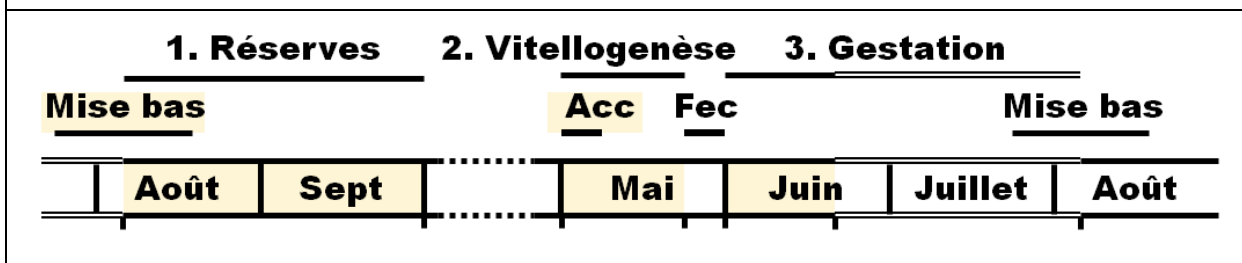 1. Réserves 2. Vitellogenèse 3. Gestation
Mise bas Acc Fec Mise bas
Août Sept Mai Juin Juillet Août